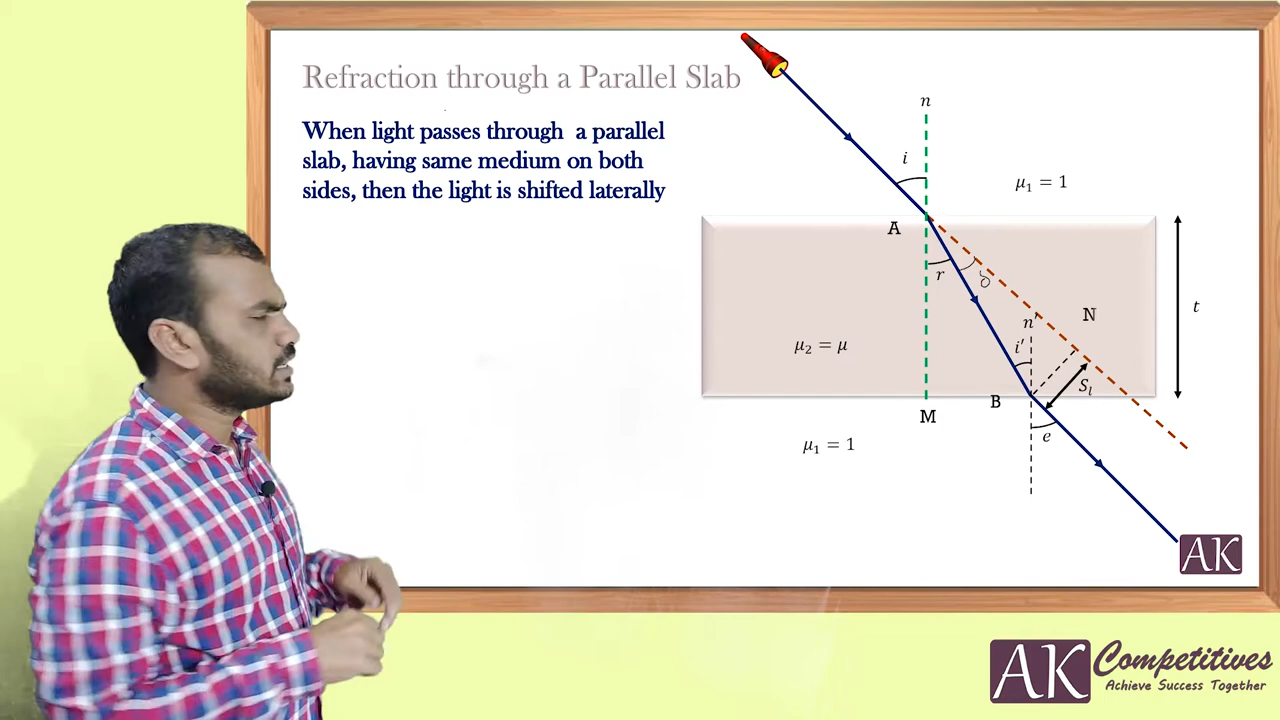 Refraction through a Parallel Slab
When light passes through a parallel
slab, having same medium on both
sides, then the light is shifted laterally
n
i
μ₁ = 1
A
r
δ
t
N
n'
μ₂ = μ
i′
B
Sₗ
M
e
μ₁ = 1
AK
AK Competitives
Achieve Success Together